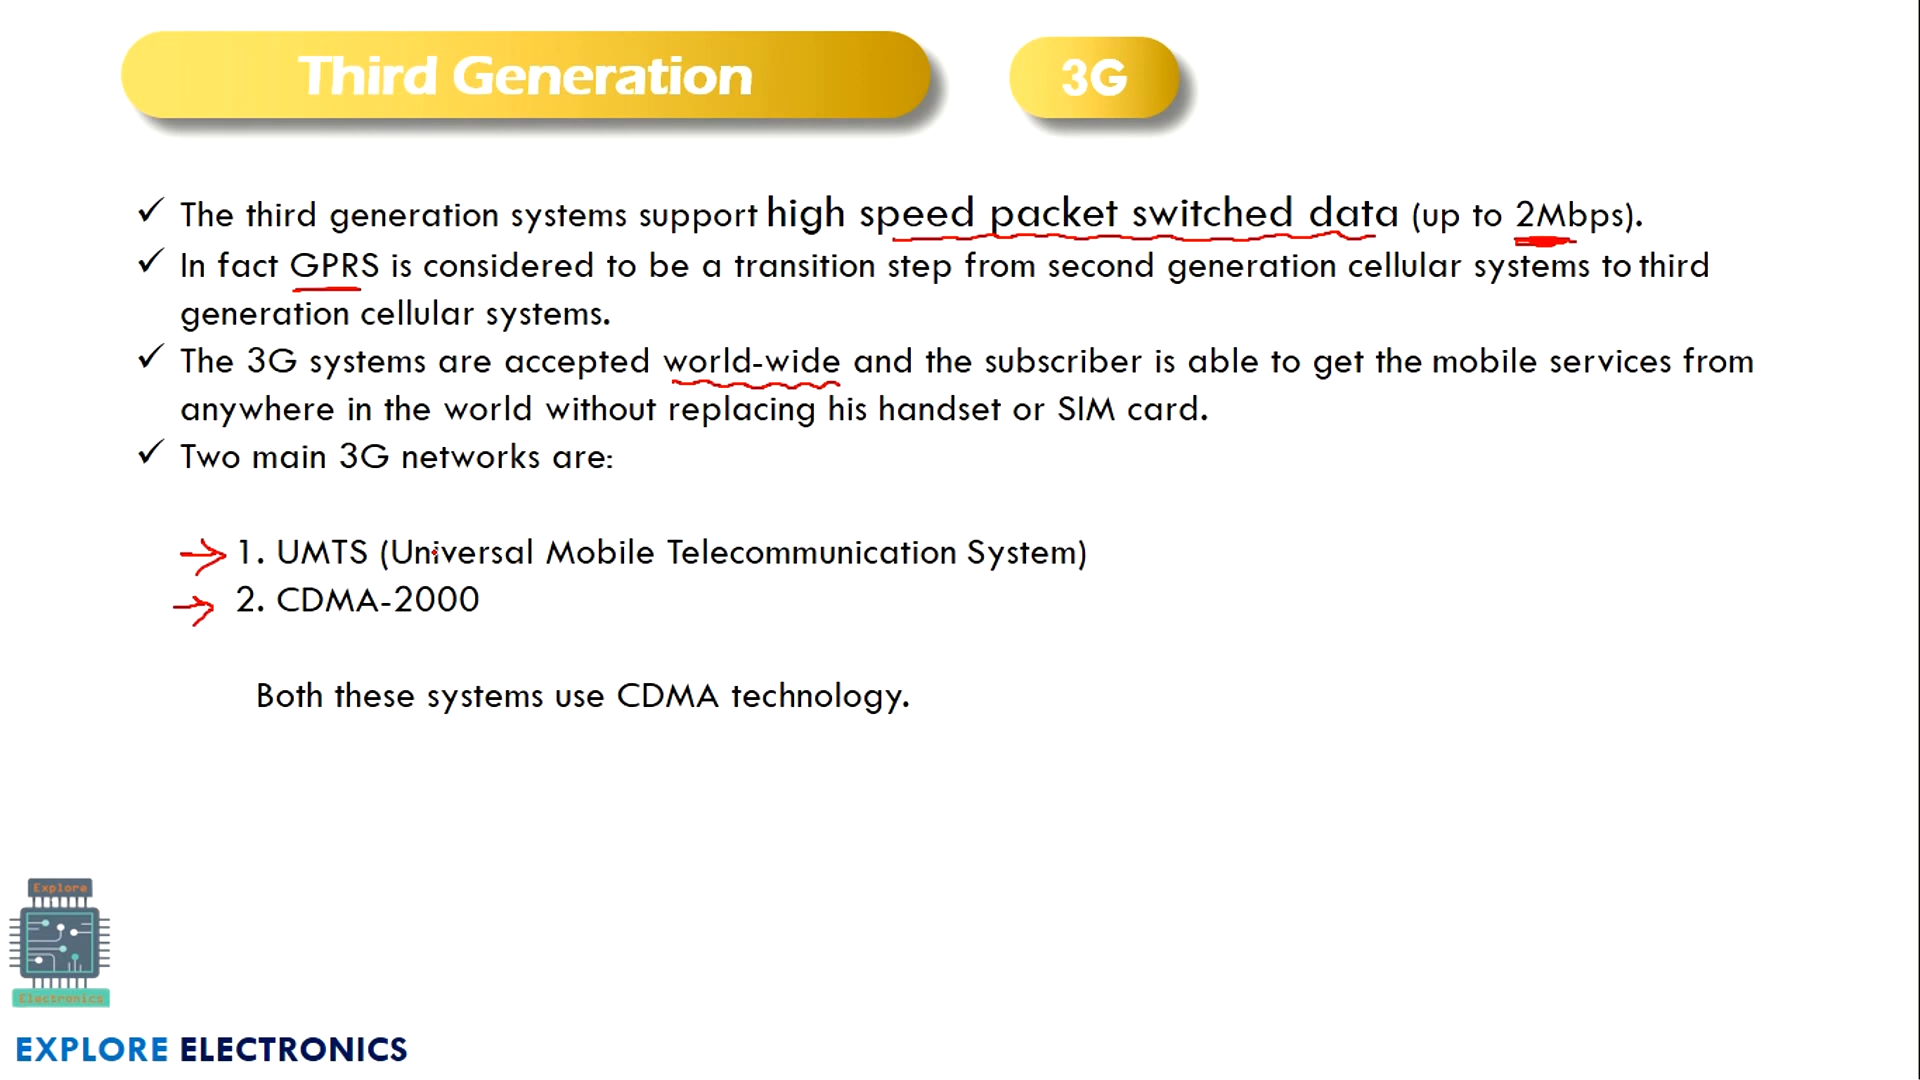 Third Generation
3G
✓ The third generation systems support high speed packet switched data (up to 2Mbps).
✓ In fact GPRS is considered to be a transition step from second generation cellular systems to third
generation cellular systems.
✓ The 3G systems are accepted world-wide and the subscriber is able to get the mobile services from
anywhere in the world without replacing his handset or SIM card.
✓ Two main 3G networks are:
1. UMTS (Universal Mobile Telecommunication System)
2. CDMA-2000
Both these systems use CDMA technology.
Explore
Electronics
EXPLORE ELECTRONICS